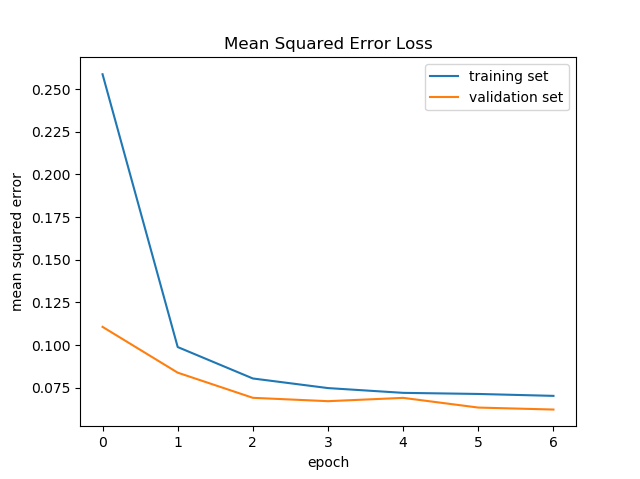 Mean Squared Error Loss
training set
validation set
mean squared error
0.250
0.225
0.200
0.175
0.150
0.125
0.100
0.075
0 1 2 3 4 5 6
epoch